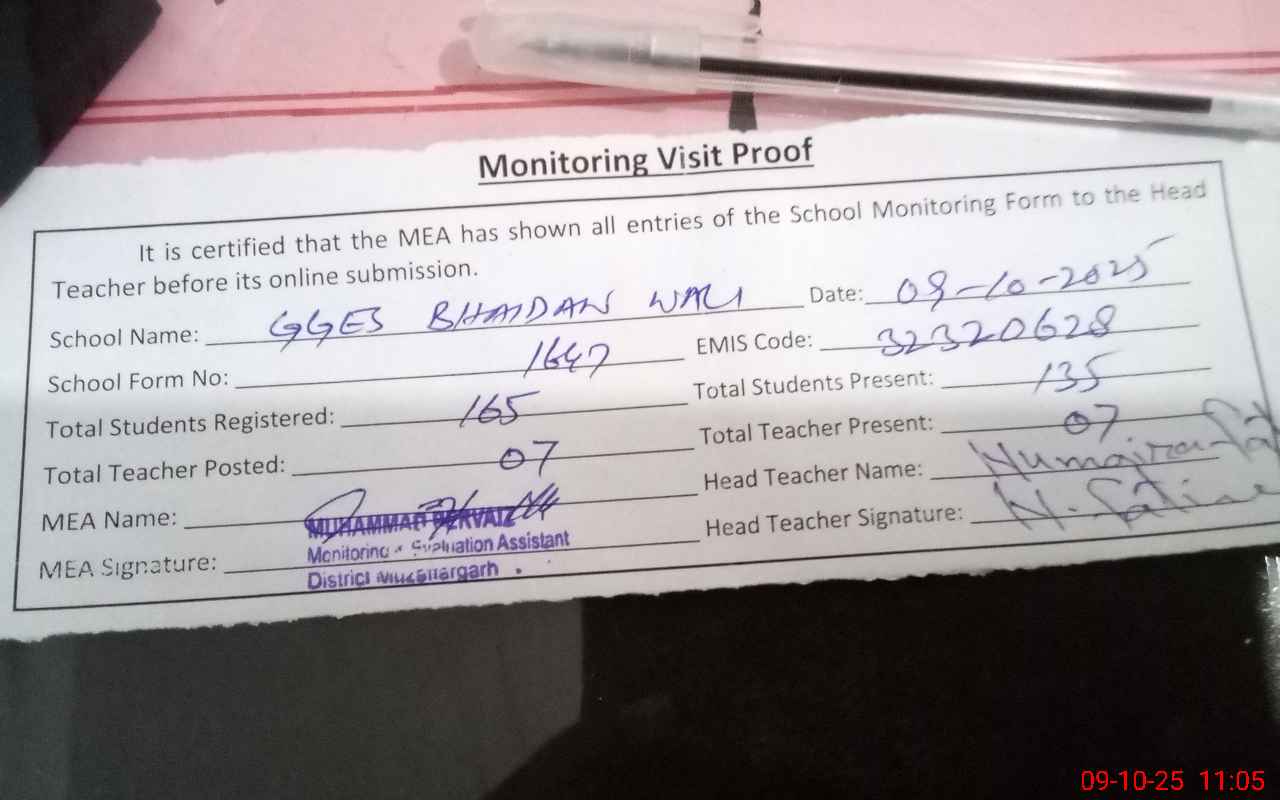 Monitoring Visit Proof
It is certified that the MEA has shown all entries of the School Monitoring Form to the Head
Teacher before its online submission.
School Name: GGES BHAIDAN WALI Date: 09-10-2025
School Form No: 1647 EMIS Code: 32320628
Total Students Registered: 165 Total Students Present: 135
Total Teacher Posted: 07 Total Teacher Present: 07
MEA Name: MUHAMMAD PERVAIZ Head Teacher Name: Humaira
Monitoring & Evaluation Assistant
MEA Signature: Head Teacher Signature:
District Muzaffargarh
09-10-25 11:05